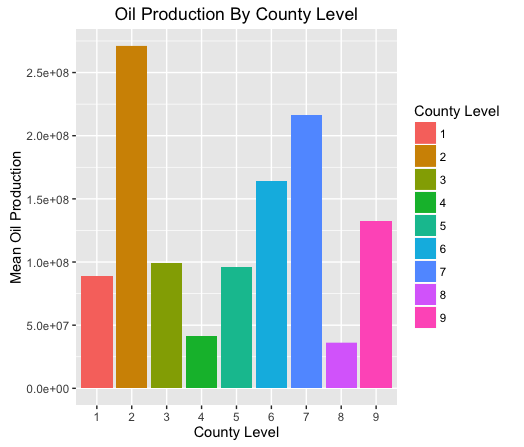 Oil Production By County Level
Mean Oil Production
2.5e+08
2.0e+08
1.5e+08
1.0e+08
5.0e+07
0.0e+00
1 2 3 4 5 6 7 8 9
County Level
County Level
1
2
3
4
5
6
7
8
9